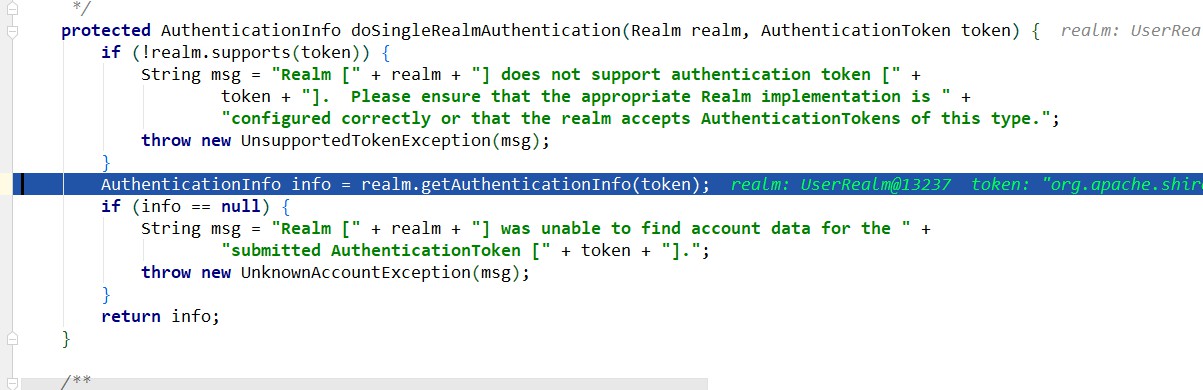 */
protected AuthenticationInfo doSingleRealmAuthentication(Realm realm, AuthenticationToken token) {  realm: UserRea
if (!realm.supports(token)) {
String msg = "Realm [" + realm + "] does not support authentication token [" +
token + "].  Please ensure that the appropriate Realm implementation is " +
"configured correctly or that the realm accepts AuthenticationTokens of this type.";
throw new UnsupportedTokenException(msg);
}
AuthenticationInfo info = realm.getAuthenticationInfo(token);  realm: UserRealm@13237  token: "org.apache.shir
if (info == null) {
String msg = "Realm [" + realm + "] was unable to find account data for the " +
"submitted AuthenticationToken [" + token + "].";
throw new UnknownAccountException(msg);
}
return info;
}
/**